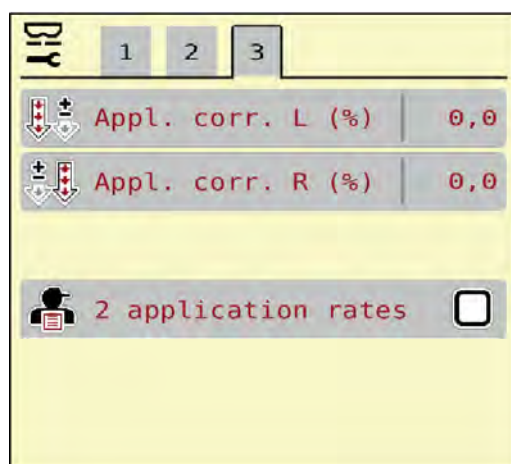 1 2 3
Appl. corr. L (%) 0,0
Appl. corr. R (%) 0,0
2 application rates